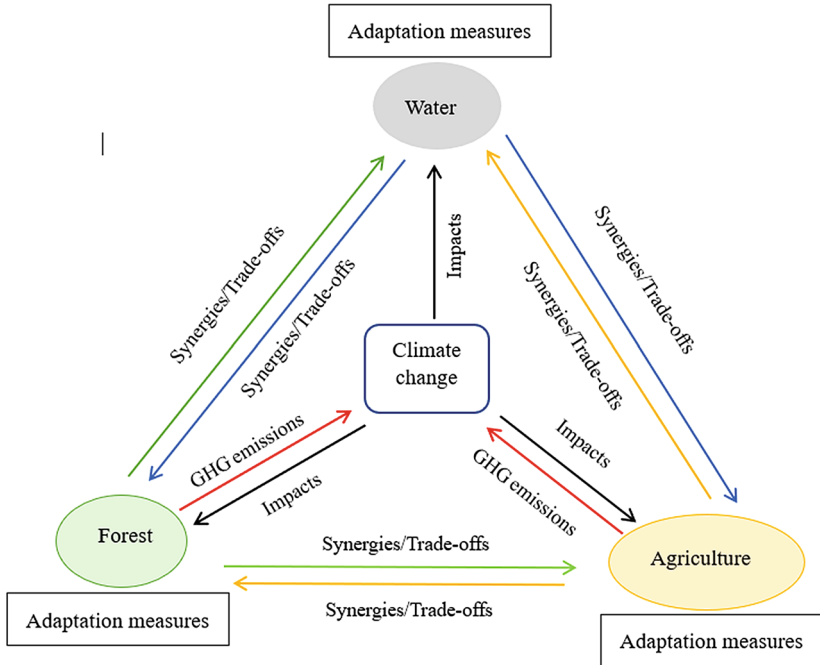 Adaptation measures
Water
Synergies/Trade-offs
Synergies/Trade-offs
Impacts
Synergies/Trade-offs
Synergies/Trade-offs
Climate
change
GHG emissions
Impacts
Impacts
GHG emissions
Forest
Synergies/Trade-offs
Synergies/Trade-offs
Agriculture
Adaptation measures
Adaptation measures